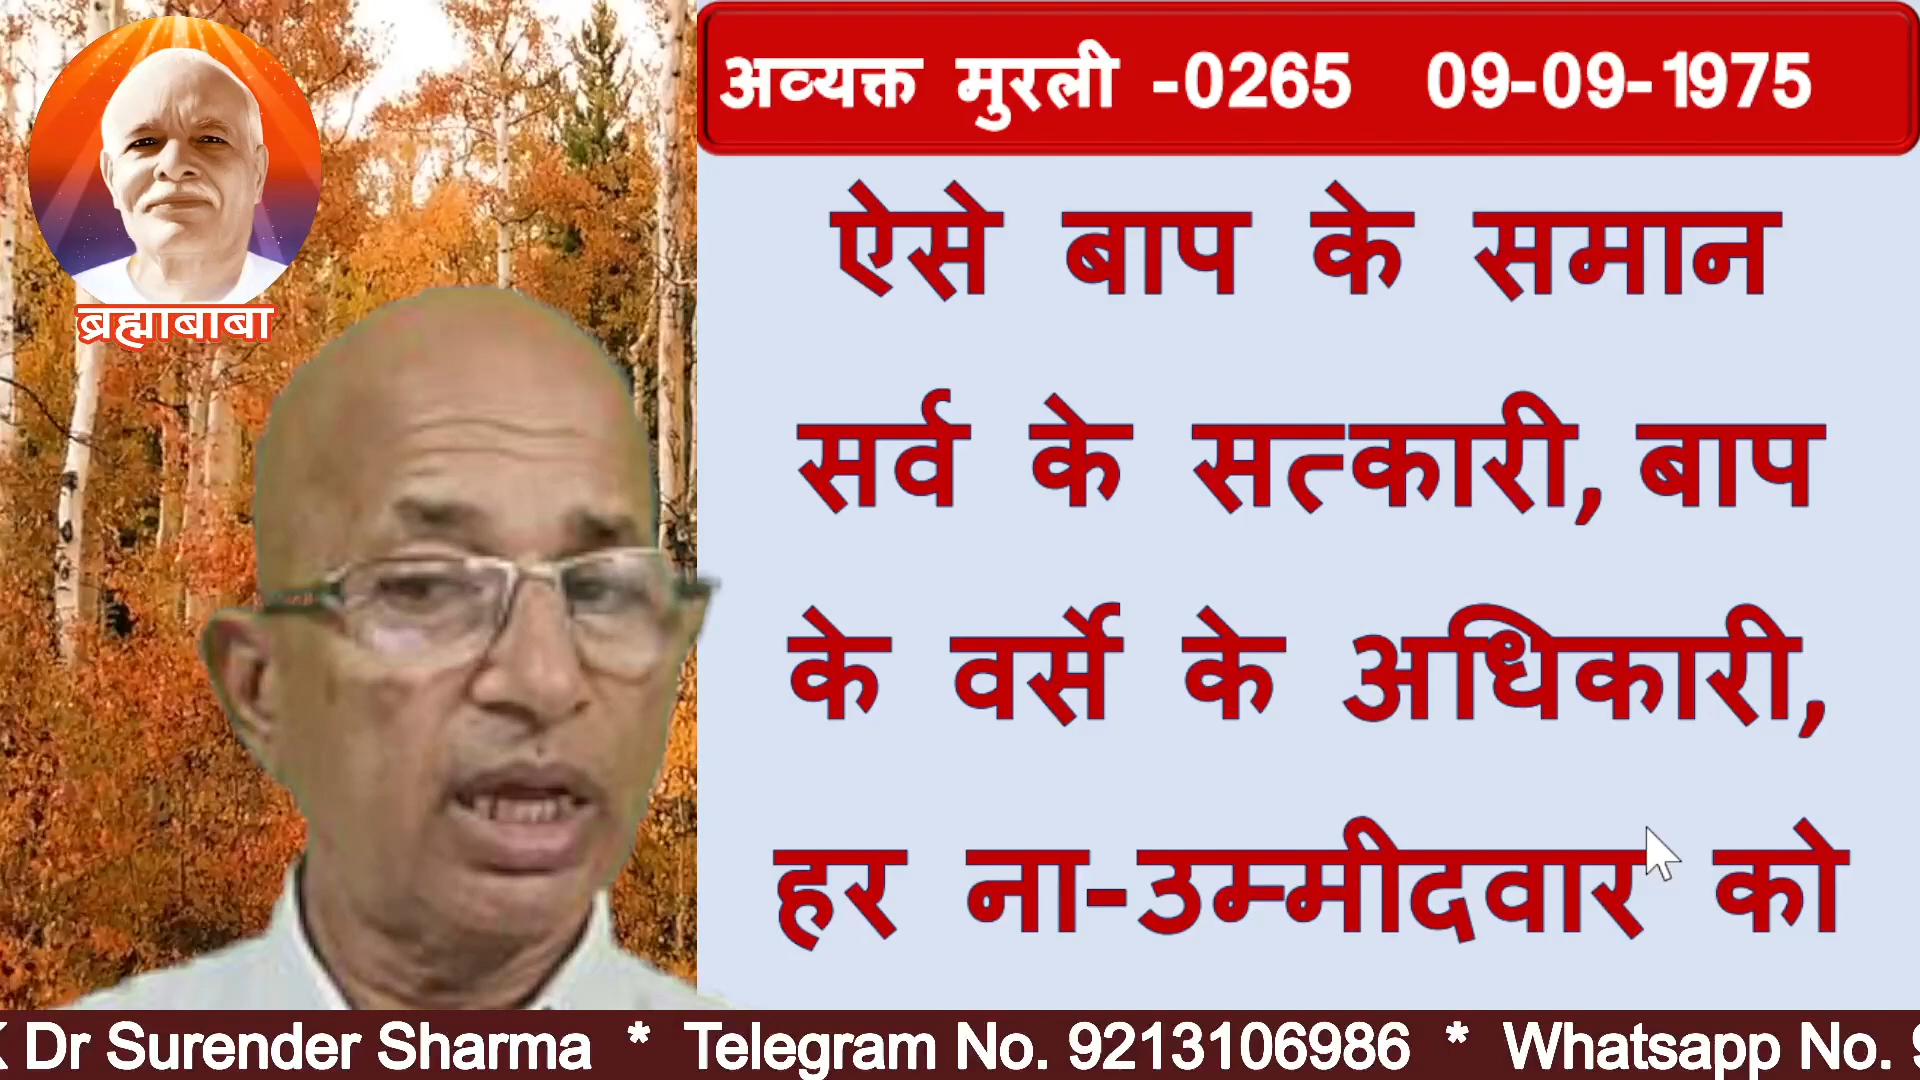 अव्यक्त मुरली -0265 09-09-1975
ब्रह्माबाबा
ऐसे बाप के समान
सर्व के सत्कारी, बाप
के वर्से के अधिकारी,
हर ना-उम्मीदवार को
Dr Surender Sharma * Telegram No. 9213106986 * Whatsapp No.